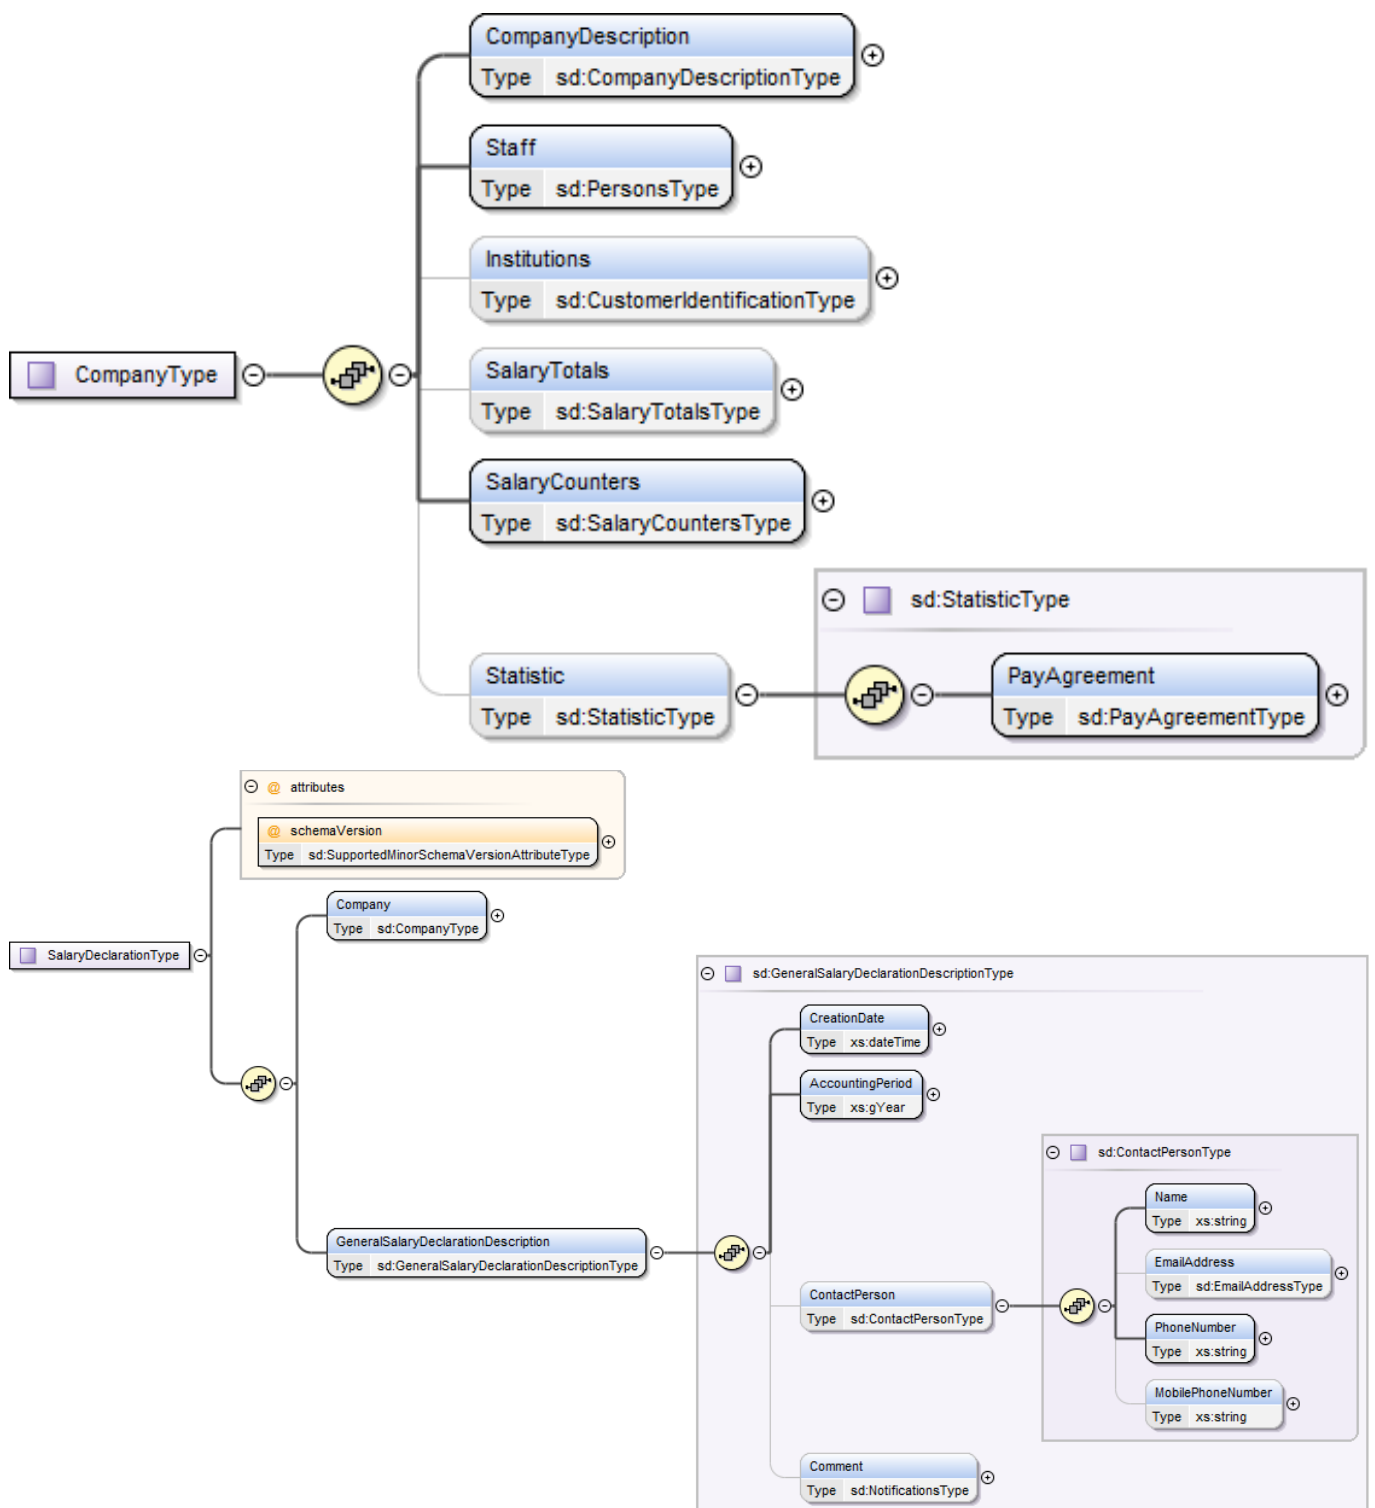 CompanyDescription
Type sd:CompanyDescriptionType
Staff
Type sd:PersonsType
Institutions
Type sd:CustomerIdentificationType
CompanyType
SalaryTotals
Type sd:SalaryTotalsType
SalaryCounters
Type sd:SalaryCountersType
sd:StatisticType
Statistic
Type sd:StatisticType
PayAgreement
Type sd:PayAgreementType
@ attributes
@ schemaVersion
Type sd:SupportedMinorSchemaVersionAttributeType
Company
Type sd:CompanyType
SalaryDeclarationType
sd:GeneralSalaryDeclarationDescriptionType
CreationDate
Type xs:dateTime
AccountingPeriod
Type xs:gYear
sd:ContactPersonType
Name
Type xs:string
GeneralSalaryDeclarationDescription
Type sd:GeneralSalaryDeclarationDescriptionType
EmailAddress
Type sd:EmailAddressType
ContactPerson
Type sd:ContactPersonType
PhoneNumber
Type xs:string
MobilePhoneNumber
Type xs:string
Comment
Type sd:NotificationsType